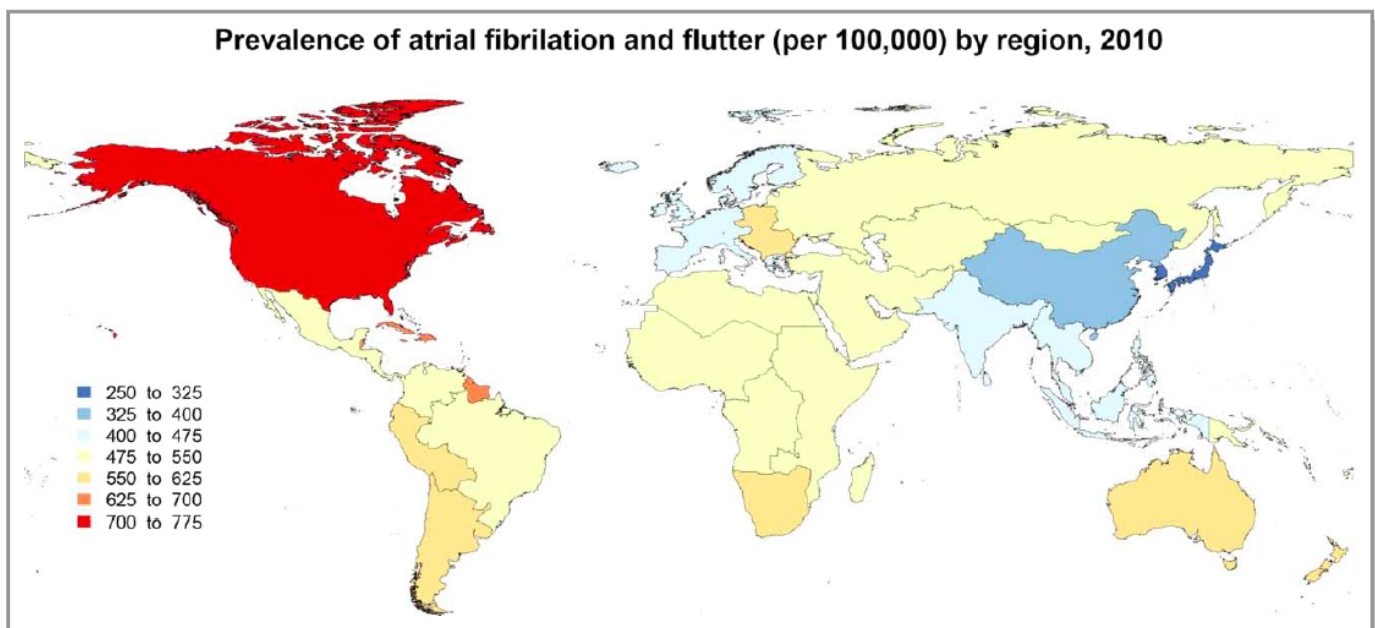 Prevalence of atrial fibrilation and flutter (per 100,000) by region, 2010
250 to 325
325 to 400
400 to 475
475 to 550
550 to 625
625 to 700
700 to 775